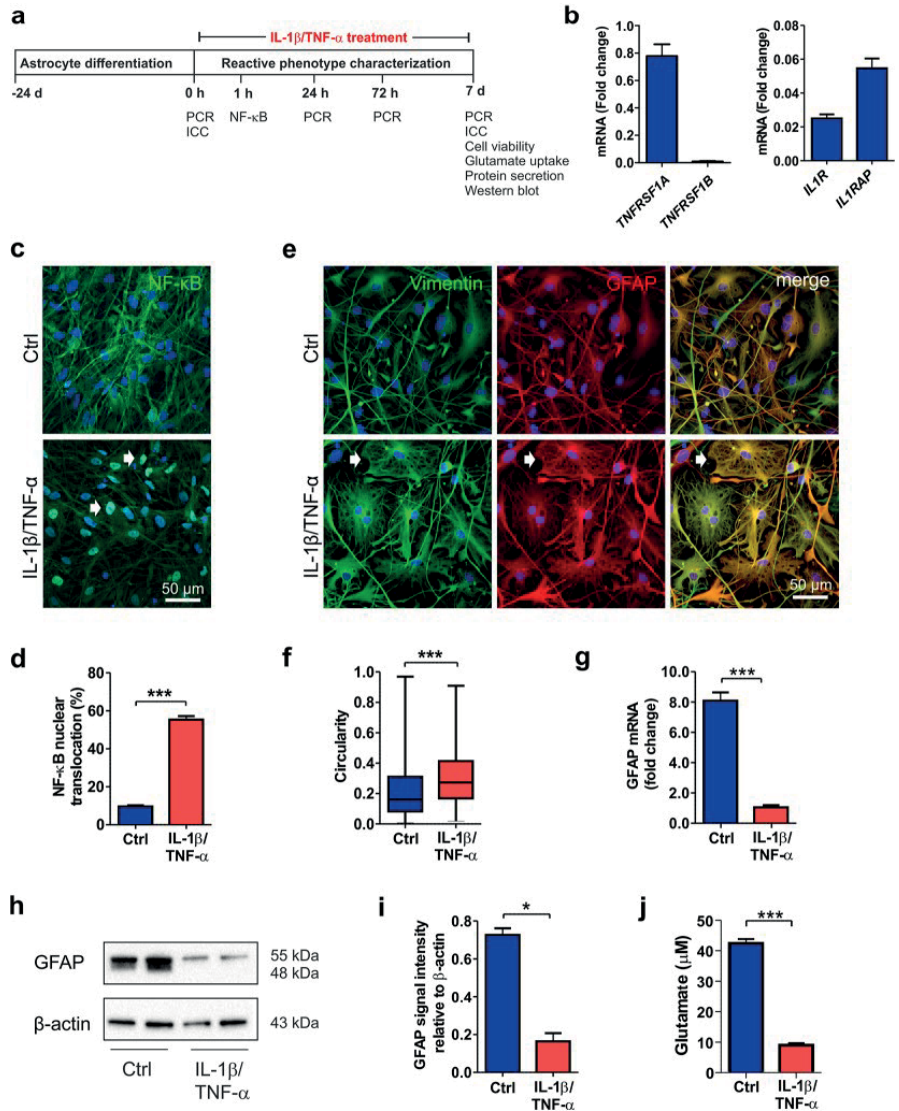 a
IL-1β/TNF-α treatment
Astrocyte differentiation
Reactive phenotype characterization
-24 d
0 h
1 h
24 h
72 h
7 d
PCR
ICC
NF-κB
PCR
PCR
PCR
ICC
Cell viability
Glutamate uptake
Protein secretion
Western blot
b
mRNA (Fold change)
1.0
0.8
0.6
0.4
0.2
0.0
TNFRSF1A
TNFRSF1B
mRNA (Fold change)
0.08
0.06
0.04
0.02
0.00
IL1R
IL1RAP
c
NF-κB
Ctrl
IL-1β/TNF-α
50 μm
e
Vimentin
GFAP
merge
Ctrl
IL-1β/TNF-α
50 μm
d
NF-κB nuclear
translocation (%)
80
60
40
20
0
***
Ctrl
IL-1β/
TNF-α
f
Circularity
1.0
0.8
0.6
0.4
0.2
0.0
***
Ctrl
IL-1β/
TNF-α
g
GFAP mRNA
(fold change)
10.0
8.0
6.0
4.0
2.0
0.0
***
Ctrl
IL-1β/
TNF-α
h
GFAP
55 kDa
48 kDa
β-actin
43 kDa
Ctrl
IL-1β/
TNF-α
i
GFAP signal intensity
relative to β-actin
0.8
0.6
0.4
0.2
0.0
*
Ctrl
IL-1β/
TNF-α
j
Glutamate (μM)
50
40
30
20
10
0
***
Ctrl
IL-1β/
TNF-α